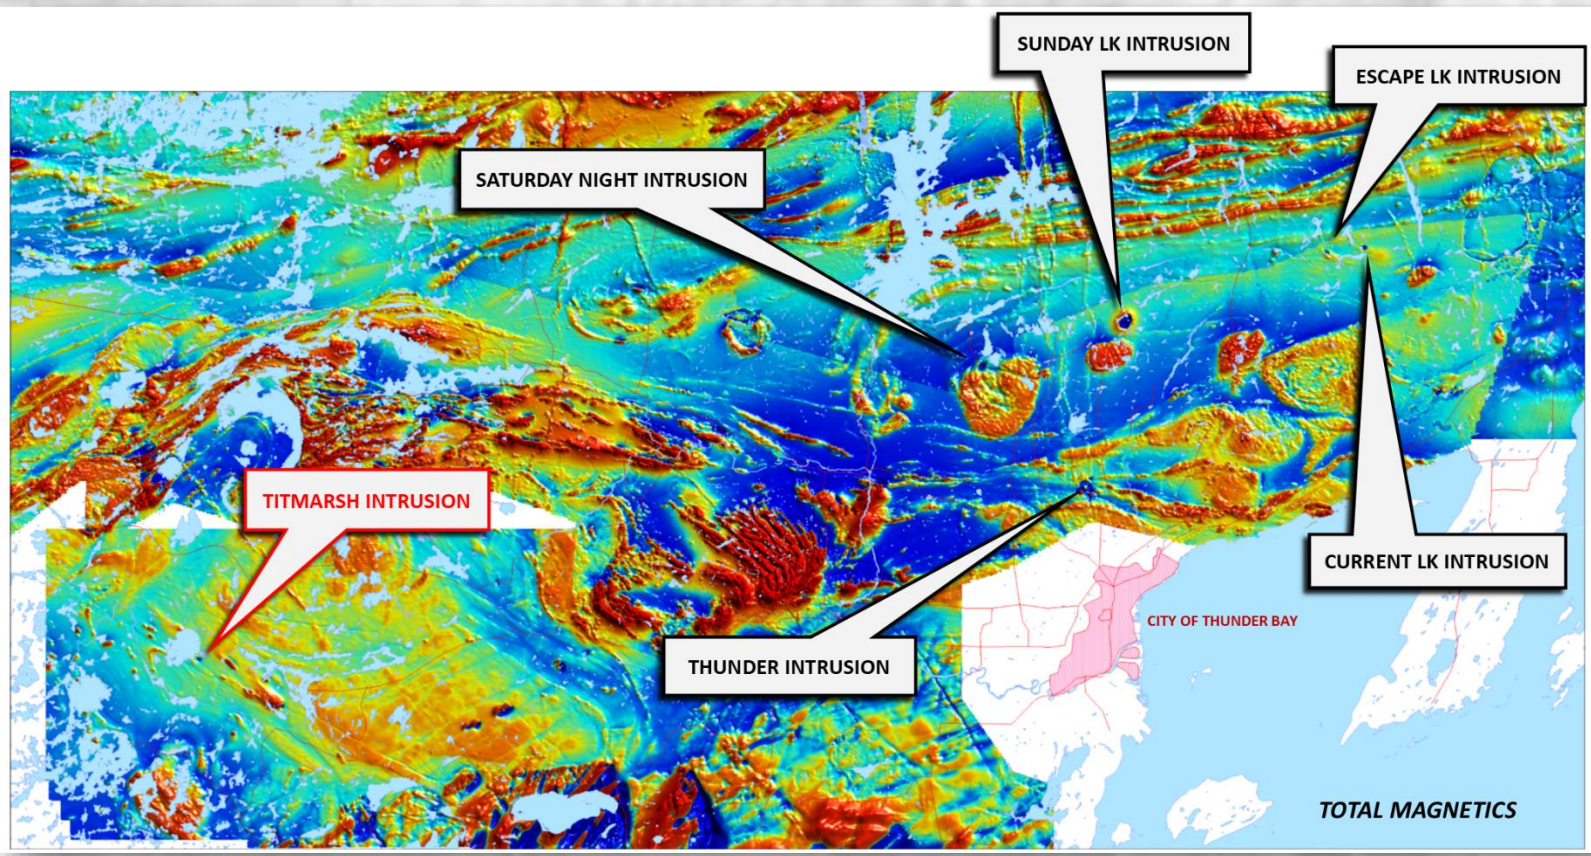 SUNDAY LK INTRUSION
ESCAPE LK INTRUSION
SATURDAY NIGHT INTRUSION
TITMARSH INTRUSION
CURRENT LK INTRUSION
CITY OF THUNDER BAY
THUNDER INTRUSION
TOTAL MAGNETICS